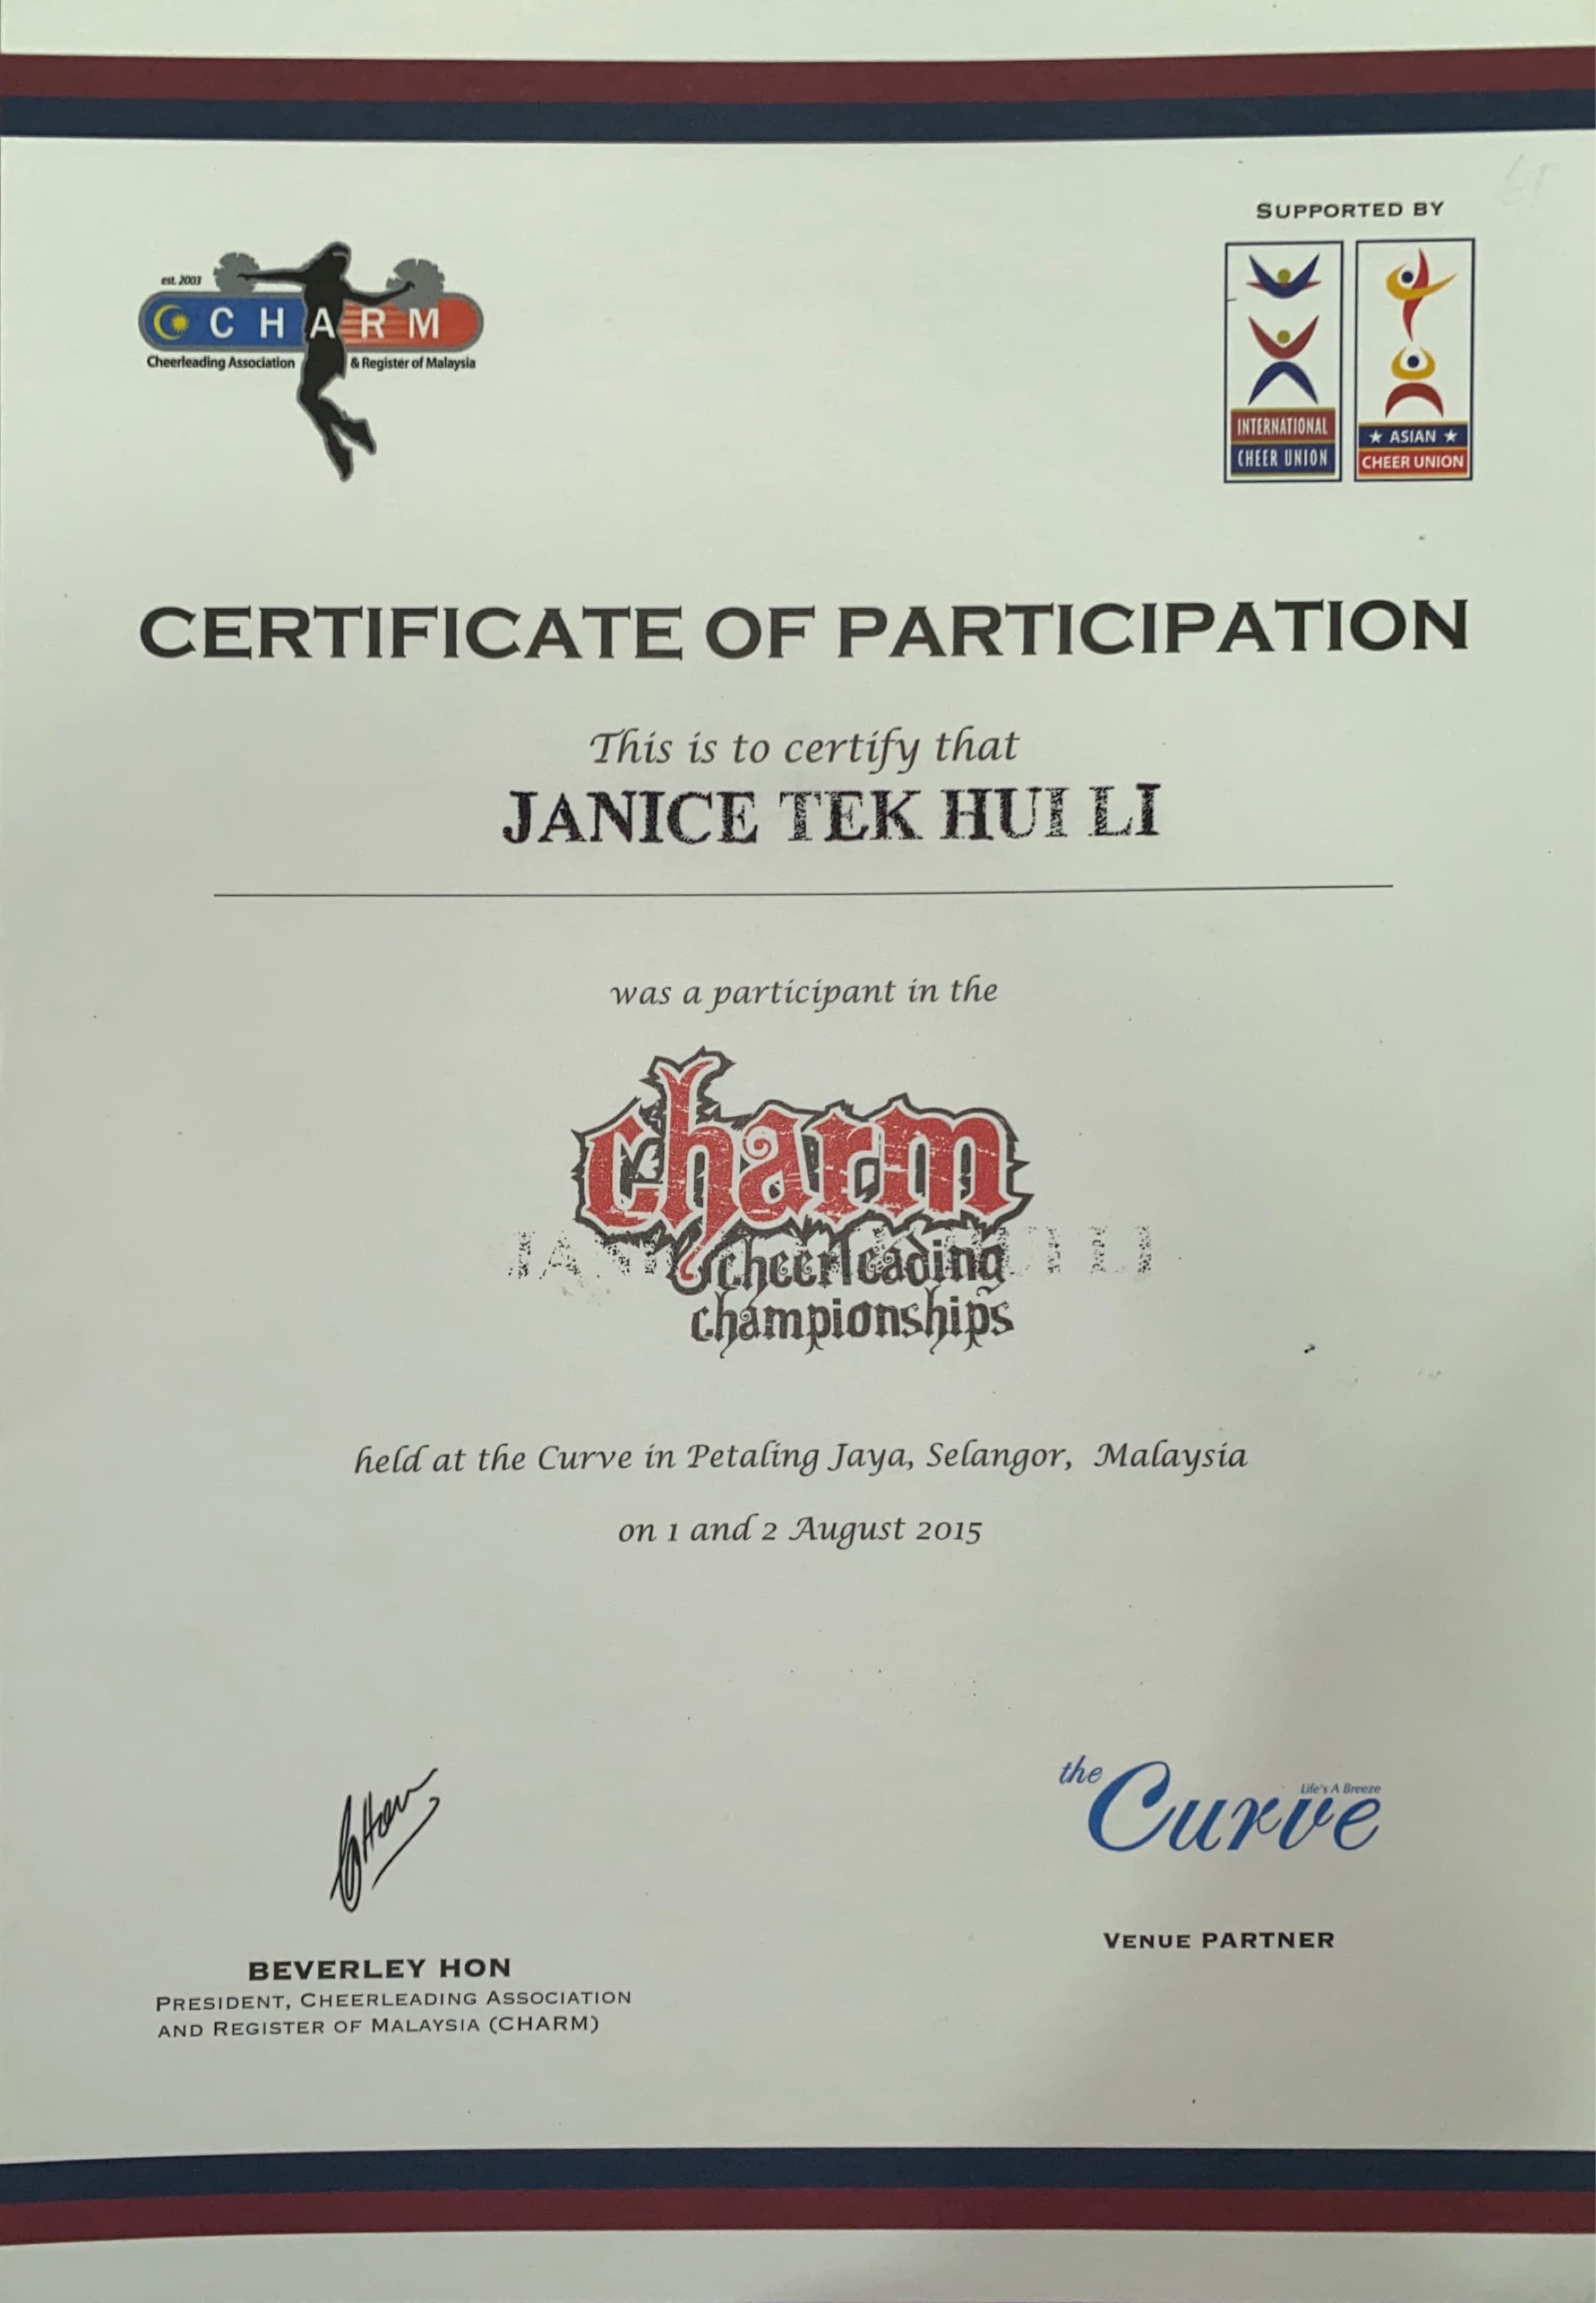 est. 2003
CHARM
Cheerleading Association & Register of Malaysia
SUPPORTED BY
INTERNATIONAL
CHEER UNION
★ ASIAN ★
CHEER UNION
CERTIFICATE OF PARTICIPATION
This is to certify that
JANICE TEK HUI LI
was a participant in the
charm
cheerleading
championships
held at the Curve in Petaling Jaya, Selangor, Malaysia
on 1 and 2 August 2015
the Curve
Life's A Breeze
VENUE PARTNER
BEVERLEY HON
PRESIDENT, CHEERLEADING ASSOCIATION
AND REGISTER OF MALAYSIA (CHARM)